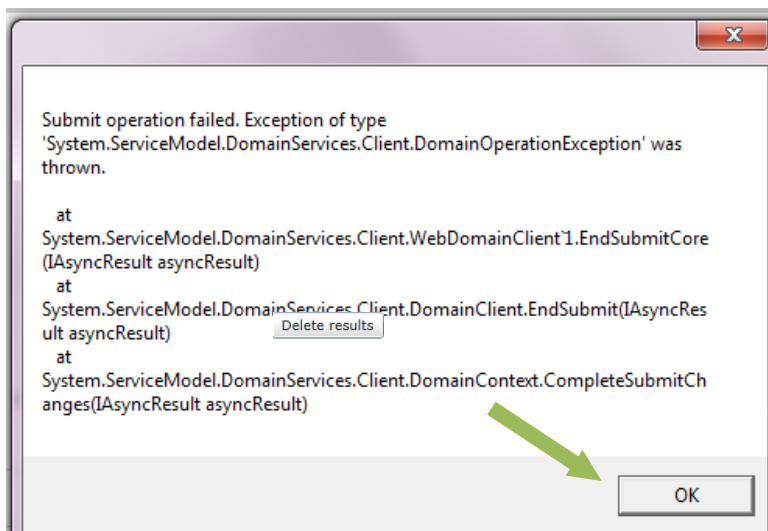 Submit operation failed. Exception of type
'System.ServiceModel.DomainServices.Client.DomainOperationException' was
thrown.
at
System.ServiceModel.DomainServices.Client.WebDomainClient`1.EndSubmitCore
(IAsyncResult asyncResult)
at
System.ServiceModel.DomainServices.Client.DomainClient.EndSubmit(IAsyncRes
ult asyncResult)
Delete results
at
System.ServiceModel.DomainServices.Client.DomainContext.CompleteSubmitCh
anges(IAsyncResult asyncResult)
OK